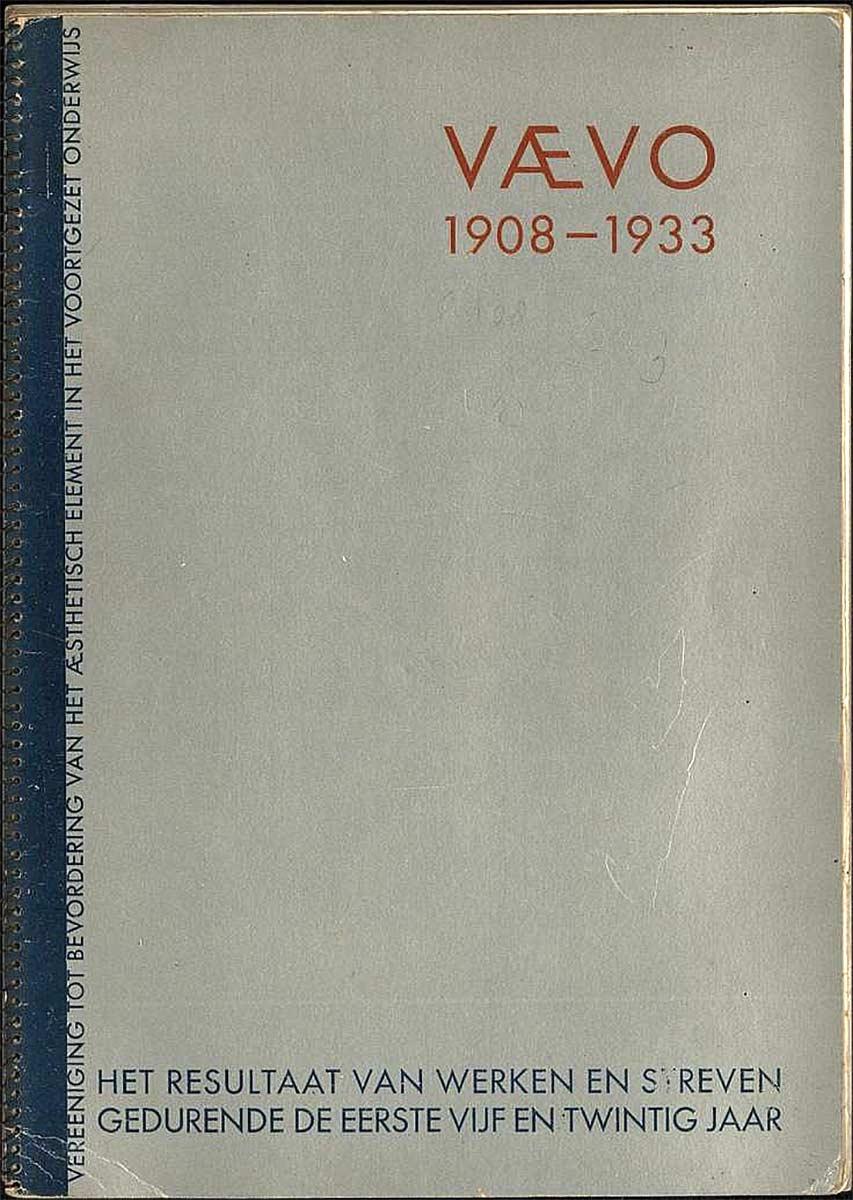 VÆVO
1908–1933
VEREENIGING TOT BEVORDERING VAN HET ÆSTHETISCH ELEMENT IN HET VOORTGEZET ONDERWIJS
HET RESULTAAT VAN WERKEN EN STREVEN
GEDURENDE DE EERSTE VIJF EN TWINTIG JAAR